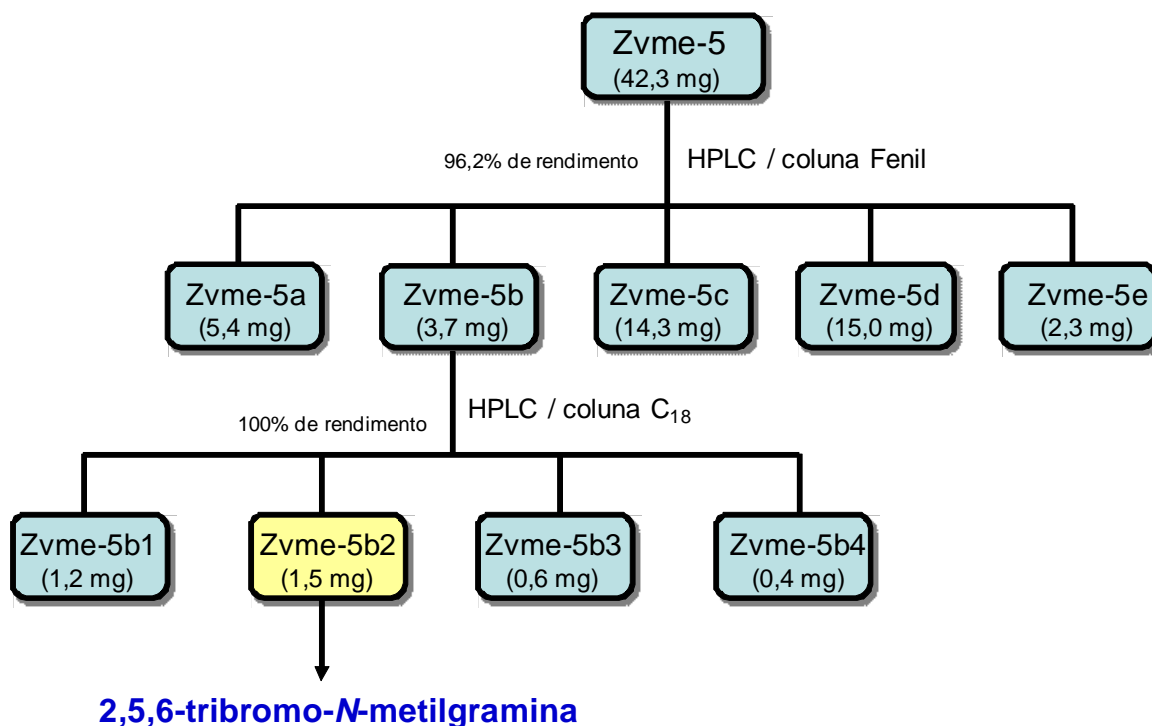 Zvme-5
(42,3 mg)
96,2% de rendimento
HPLC / coluna Fenil
Zvme-5a
(5,4 mg)
Zvme-5b
(3,7 mg)
Zvme-5c
(14,3 mg)
Zvme-5d
(15,0 mg)
Zvme-5e
(2,3 mg)
100% de rendimento
HPLC / coluna C18
Zvme-5b1
(1,2 mg)
Zvme-5b2
(1,5 mg)
Zvme-5b3
(0,6 mg)
Zvme-5b4
(0,4 mg)
2,5,6-tribromo-N-metilgramina